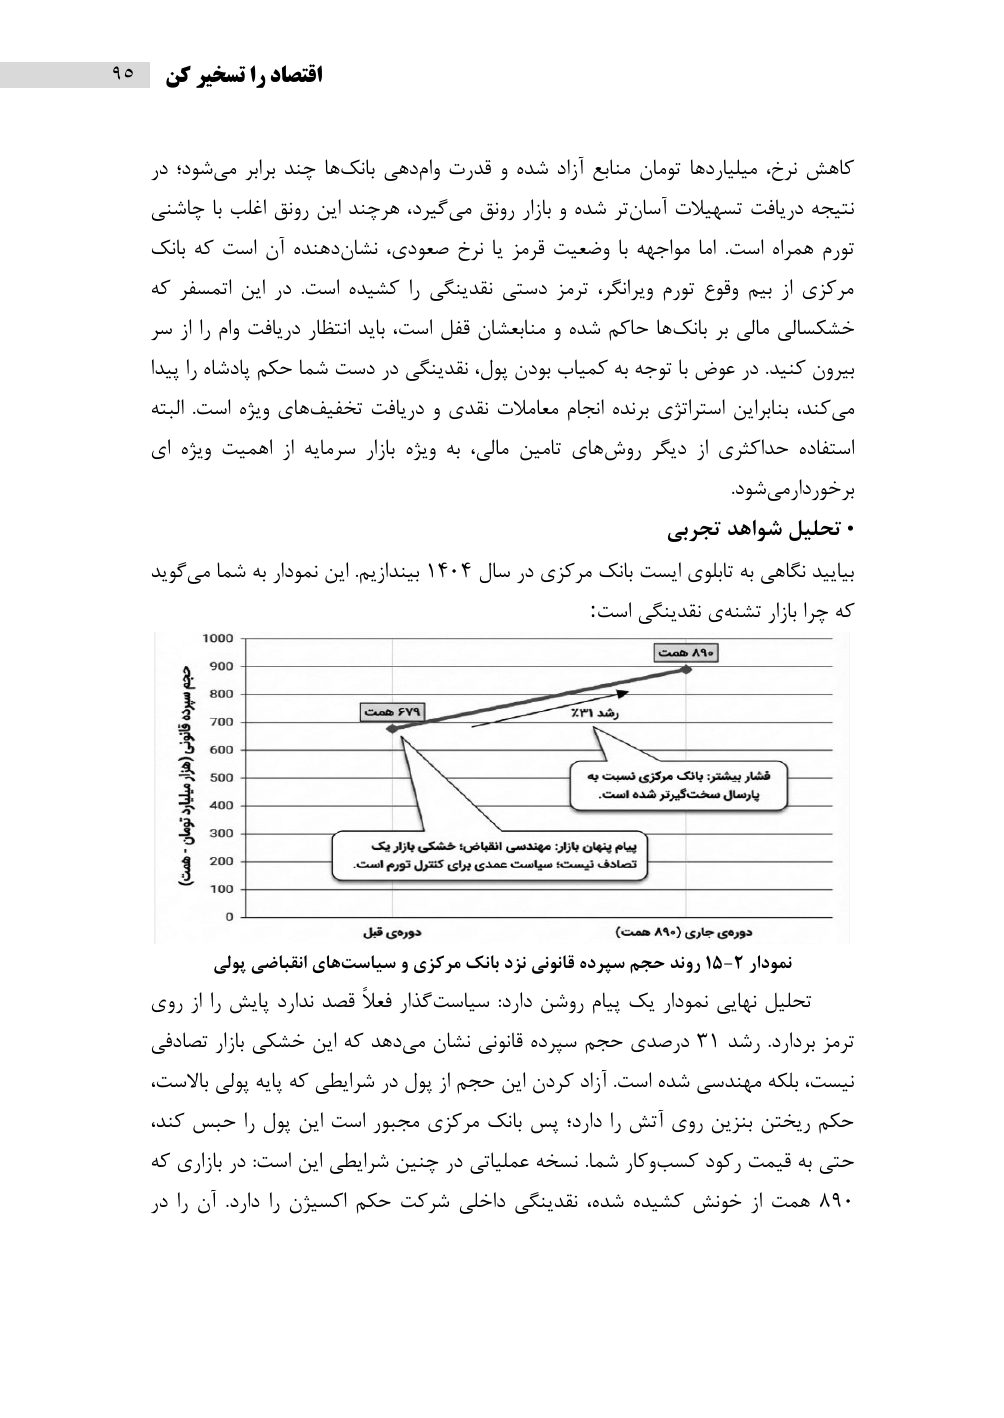 اقتصاد را تسخیر کن ۹۵
کاهش نرخ، میلیاردها تومان منابع آزاد شده و قدرت وام‌دهی بانک‌ها چند برابر می‌شود؛ در
نتیجه دریافت تسهیلات آسان‌تر شده و بازار رونق می‌گیرد، هرچند این رونق اغلب با چاشنی
تورم همراه است. اما مواجهه با وضعیت قرمز یا نرخ صعودی، نشان‌دهنده آن است که بانک
مرکزی از بیم وقوع تورم ویرانگر، ترمز دستی نقدینگی را کشیده است. در این اتمسفر که
خشکسالی مالی بر بانک‌ها حاکم شده و منابعشان قفل است، باید انتظار دریافت وام را از سر
بیرون کنید. در عوض با توجه به کمیاب بودن پول، نقدینگی در دست شما حکم پادشاه را پیدا
می‌کند، بنابراین استراتژی برنده انجام معاملات نقدی و دریافت تخفیف‌های ویژه است. البته
استفاده حداکثری از دیگر روش‌های تامین مالی، به ویژه بازار سرمایه از اهمیت ویژه ای
برخوردارمی‌شود.
• تحلیل شواهد تجربی
بیایید نگاهی به تابلوی ایست بانک مرکزی در سال ۱۴۰۴ بیندازیم. این نمودار به شما می‌گوید
که چرا بازار تشنه‌ی نقدینگی است:
حجم سپرده قانونی (هزار میلیارد تومان - همت)
1000
900
800
700
600
500
400
300
200
100
0
۸۹۰ همت
۶۷۹ همت
رشد ۳۱٪
فشار بیشتر: بانک مرکزی نسبت به
پارسال سخت‌گیرتر شده است.
پیام پنهان بازار: مهندسی انقباض؛ خشکی بازار یک
تصادف نیست؛ سیاست عمدی برای کنترل تورم است.
دوره‌ی قبل
دوره‌ی جاری (۸۹۰ همت)
نمودار ۲-۱۵ روند حجم سپرده قانونی نزد بانک مرکزی و سیاست‌های انقباضی پولی
تحلیل نهایی نمودار یک پیام روشن دارد: سیاست‌گذار فعلاً قصد ندارد پایش را از روی
ترمز بردارد. رشد ۳۱ درصدی حجم سپرده قانونی نشان می‌دهد که این خشکی بازار تصادفی
نیست، بلکه مهندسی شده است. آزاد کردن این حجم از پول در شرایطی که پایه پولی بالاست،
حکم ریختن بنزین روی آتش را دارد؛ پس بانک مرکزی مجبور است این پول را حبس کند،
حتی به قیمت رکود کسب‌وکار شما. نسخه عملیاتی در چنین شرایطی این است: در بازاری که
۸۹۰ همت از خونش کشیده شده، نقدینگی داخلی شرکت حکم اکسیژن را دارد. آن را در